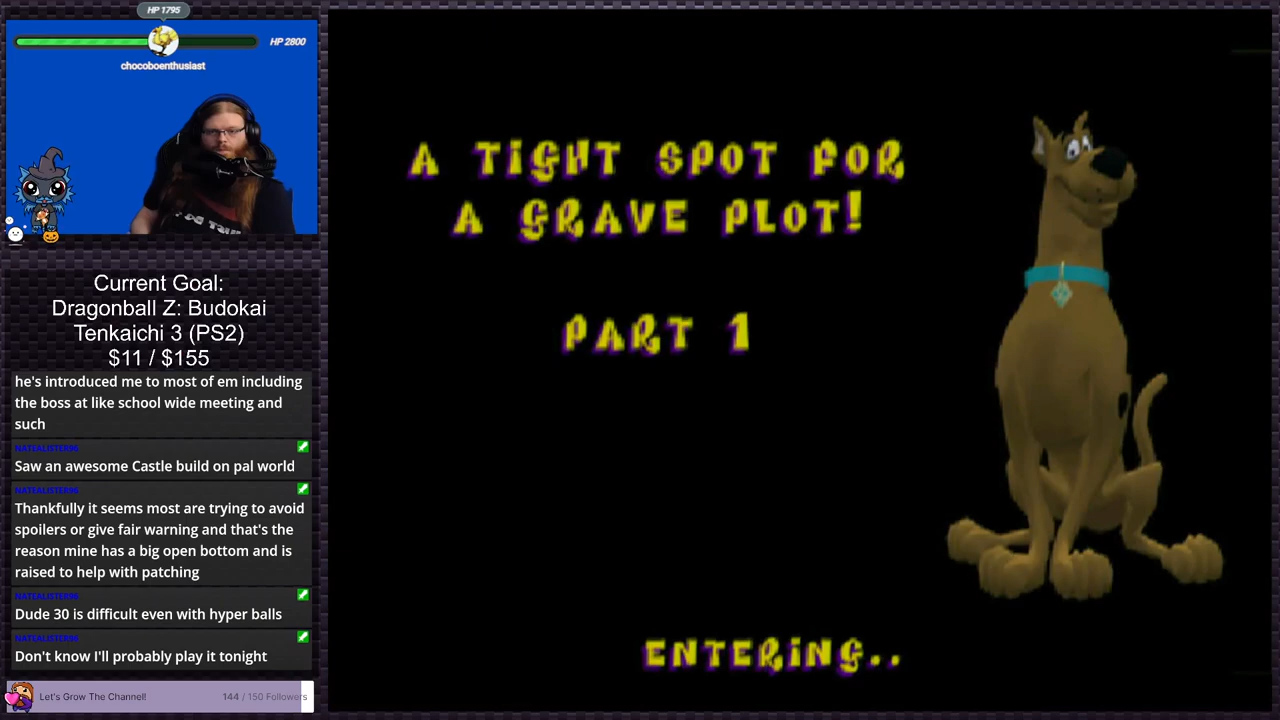 HP 1795
HP 2800
chocoboenthusiast
Current Goal:
Dragonball Z: Budokai
Tenkaichi 3 (PS2)
$11 / $155
he's introduced me to most of em including
the boss at like school wide meeting and
such
NATEALISTER96
Saw an awesome Castle build on pal world
NATEALISTER96
Thankfully it seems most are trying to avoid
spoilers or give fair warning and that's the
reason mine has a big open bottom and is
raised to help with patching
NATEALISTER96
Dude 30 is difficult even with hyper balls
NATEALISTER96
Don't know I'll probably play it tonight
Let's Grow The Channel!
144 / 150 Followers
A TIGHT SPOT FOR
A GRAVE PLOT!
PART 1
ENTERING..